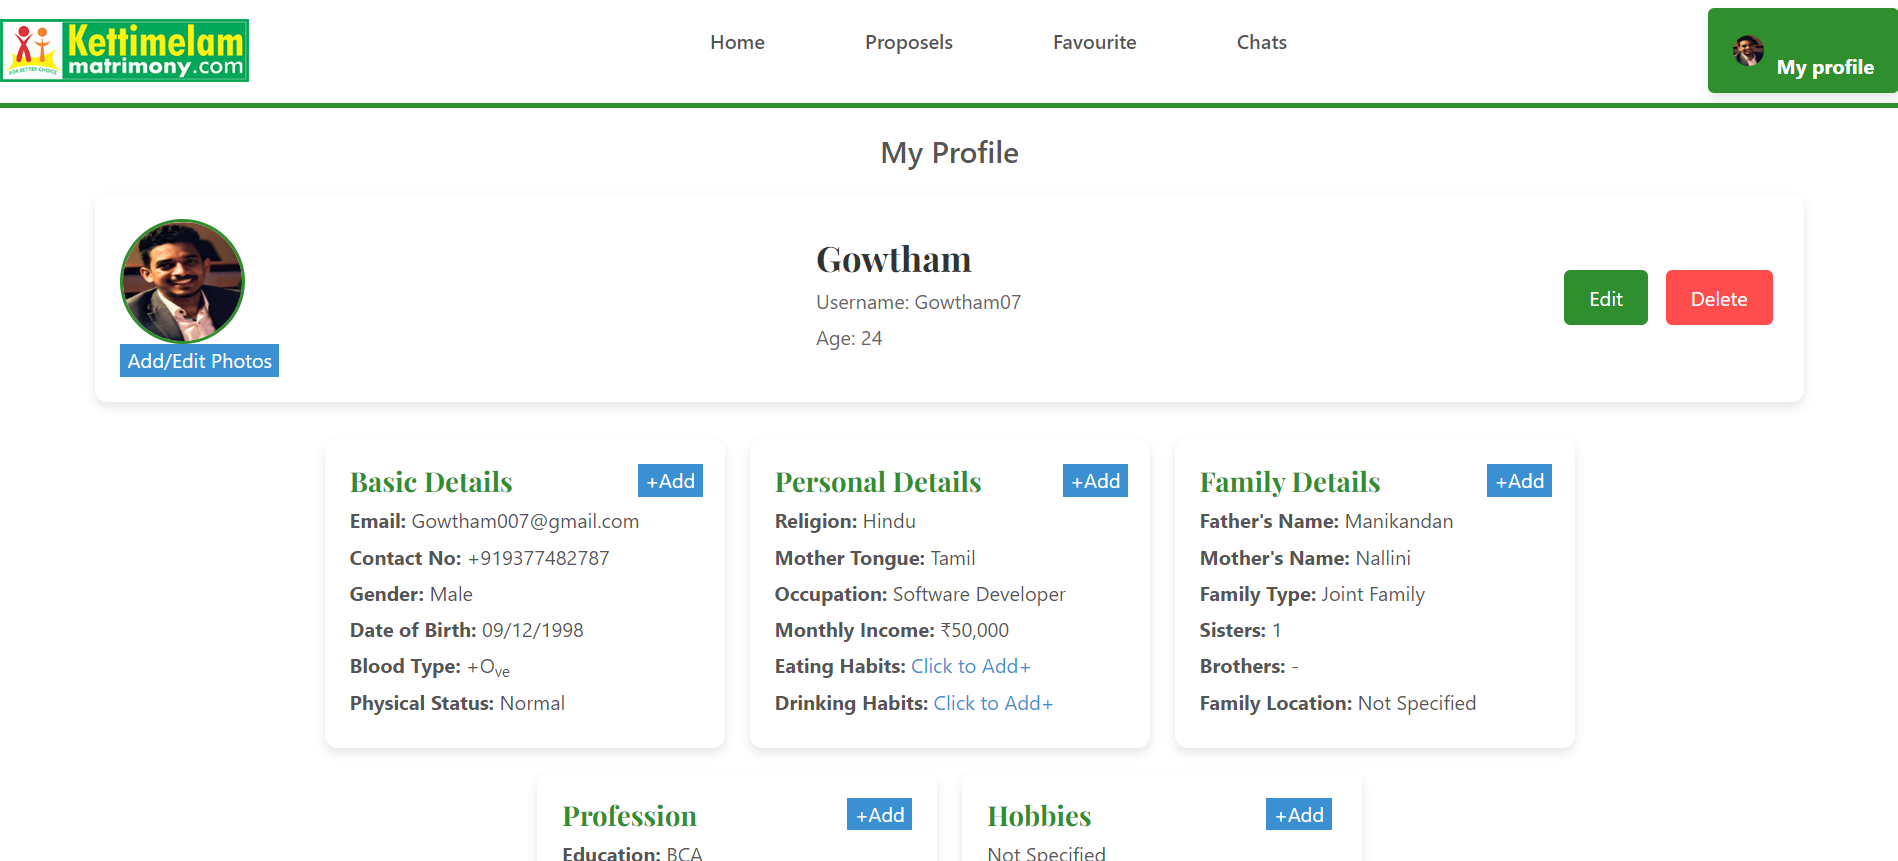 Kettimelam
matrimony.com
FOR BETTER CHOICE
Home
Proposels
Favourite
Chats
My profile
My Profile
Gowtham
Username: Gowtham07
Age: 24
Edit
Delete
Add/Edit Photos
Basic Details
+Add
Email: Gowtham007@gmail.com
Contact No: +919377482787
Gender: Male
Date of Birth: 09/12/1998
Blood Type: +Ove
Physical Status: Normal
Personal Details
+Add
Religion: Hindu
Mother Tongue: Tamil
Occupation: Software Developer
Monthly Income: ₹50,000
Eating Habits: Click to Add+
Drinking Habits: Click to Add+
Family Details
+Add
Father's Name: Manikandan
Mother's Name: Nallini
Family Type: Joint Family
Sisters: 1
Brothers: -
Family Location: Not Specified
Profession
+Add
Education: BCA
Hobbies
+Add
Not Specified